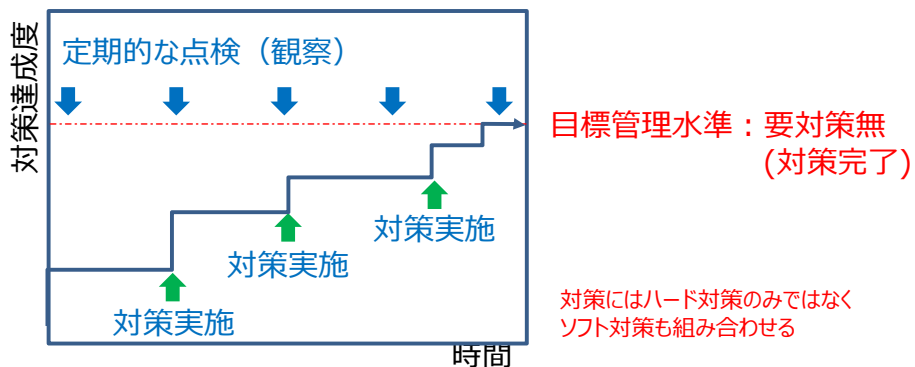 対策達成度
定期的な点検（観察）
目標管理水準：要対策無
(対策完了)
対策実施
対策実施
対策実施
対策にはハード対策のみではなく
ソフト対策も組み合わせる
時間